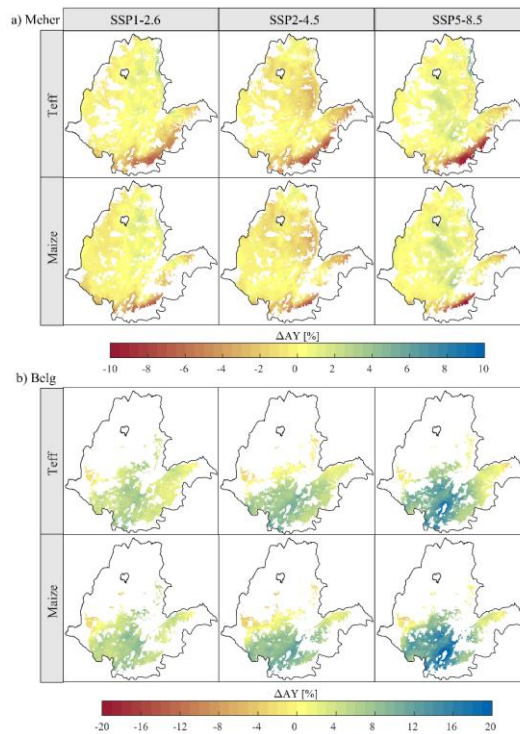 a) Meher
SSP1-2.6 SSP2-4.5 SSP5-8.5
Teff
Maize
ΔAY [%]
-10 -8 -6 -4 -2 0 2 4 6 8 10
b) Belg
Teff
Maize
ΔAY [%]
-20 -16 -12 -8 -4 0 4 8 12 16 20